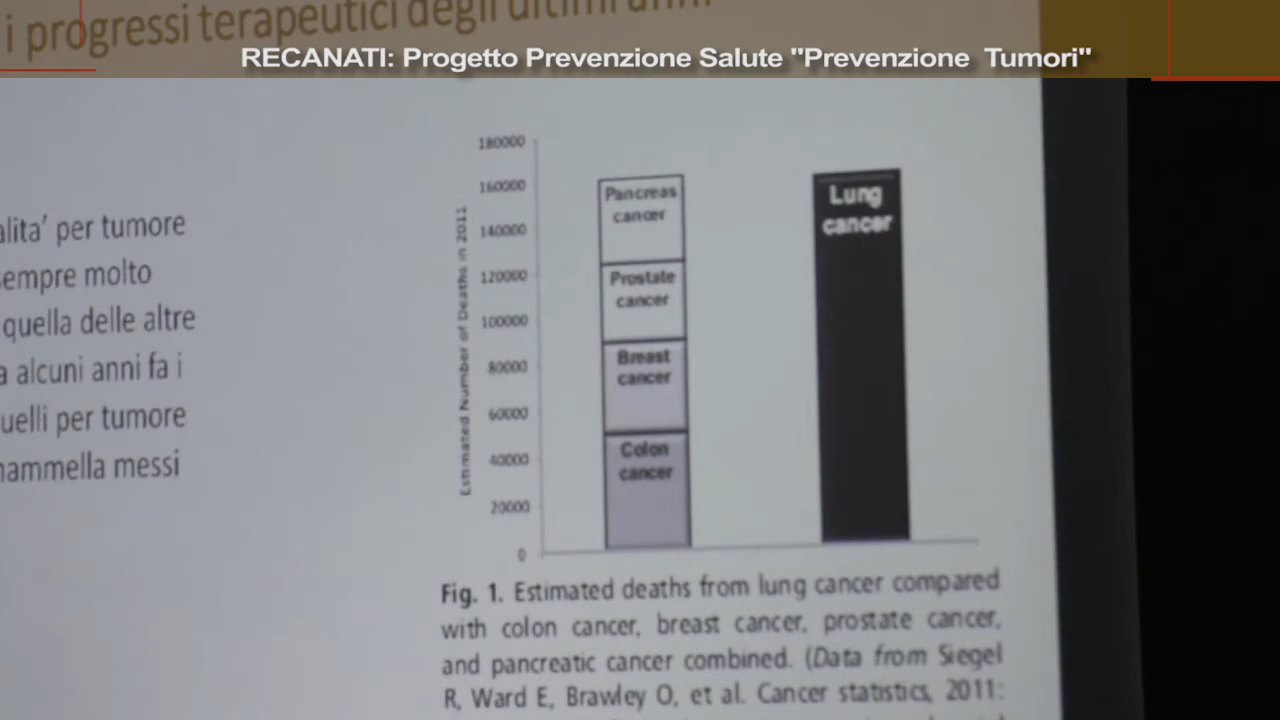 i progressi terapeutici degli ultimi anni
RECANATI: Progetto Prevenzione Salute "Prevenzione Tumori"
alita' per tumore
sempre molto
quella delle altre
a alcuni anni fa i
uelli per tumore
mammella messi
Estimated Number of Deaths in 2011
180000
160000
140000
120000
100000
80000
60000
40000
20000
0
Pancreas
cancer
Prostate
cancer
Breast
cancer
Colon
cancer
Lung
cancer
Fig. 1. Estimated deaths from lung cancer compared
with colon cancer, breast cancer, prostate cancer,
and pancreatic cancer combined. (Data from Siegel
R, Ward E, Brawley O, et al. Cancer statistics, 2011: